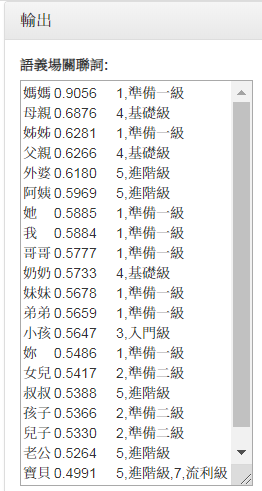 輸出
語義場關聯詞:
媽媽 0.9056 1,準備一級
母親 0.6876 4,基礎級
姊姊 0.6281 1,準備一級
父親 0.6266 4,基礎級
外婆 0.6180 5,進階級
阿姨 0.5969 5,進階級
她 0.5885 1,準備一級
我 0.5884 1,準備一級
哥哥 0.5777 1,準備一級
奶奶 0.5733 4,基礎級
妹妹 0.5678 1,準備一級
弟弟 0.5659 1,準備一級
小孩 0.5647 3,入門級
妳 0.5486 1,準備一級
女兒 0.5417 2,準備二級
叔叔 0.5388 5,進階級
孩子 0.5366 2,準備二級
兒子 0.5330 2,準備二級
老公 0.5264 5,進階級
寶貝 0.4991 5,進階級,7,流利級